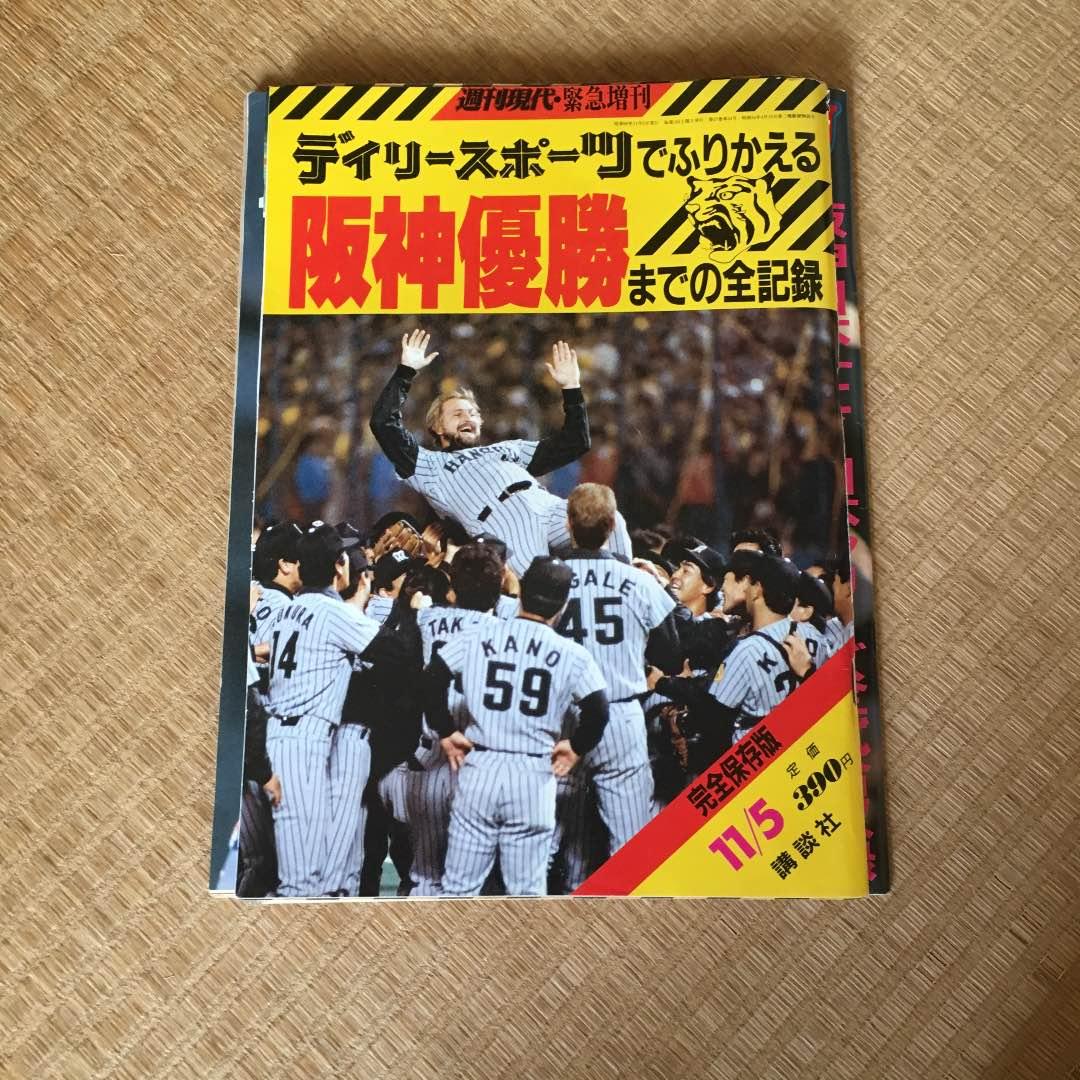 週刊現代・緊急増刊
デイリースポーツでふりかえる
阪神優勝までの全記録
HANSHIN
GALE
45
KANO
59
TAK
14
K
完全保存版
11/5
定価
390円
講談社